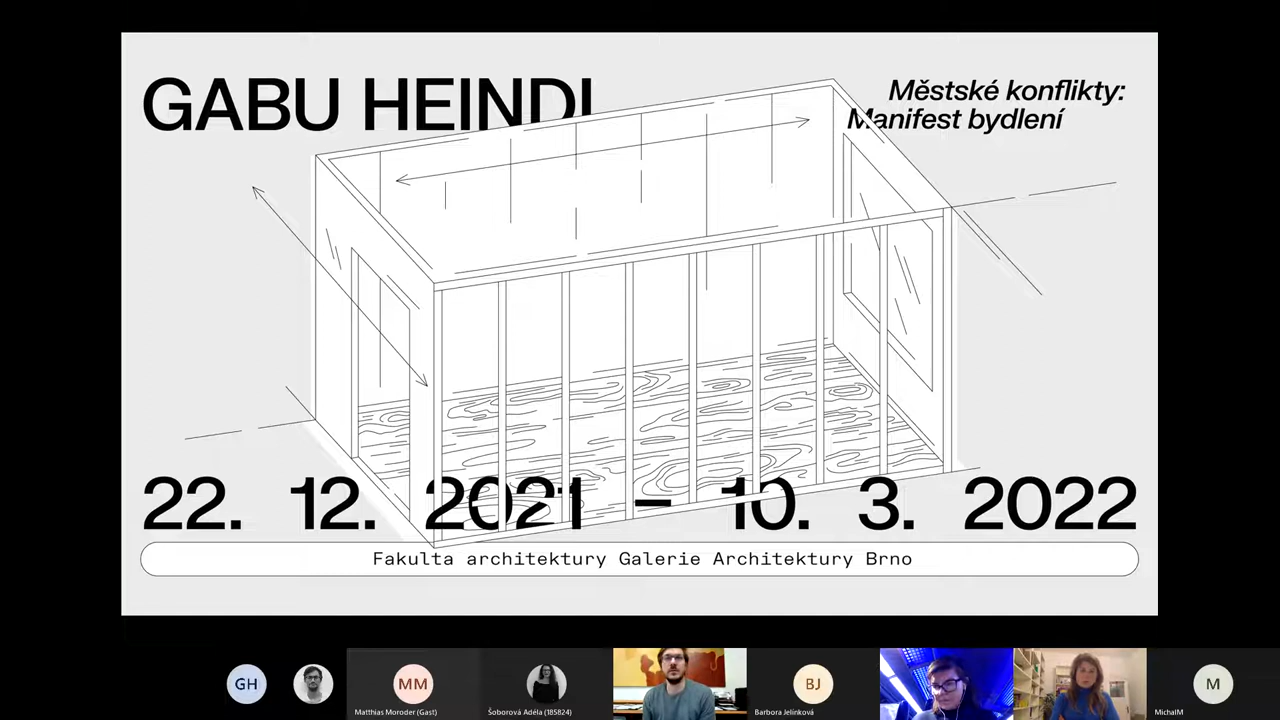 GABU HEINDL
Městské konflikty:
Manifest bydlení
22. 12. 2021 – 10. 3. 2022
Fakulta architektury Galerie Architektury Brno
GH
MM
BJ
M
Matthias Moroder (Gast)
Šoborová Adéla (185824)
Barbora Jelínková
MichalM